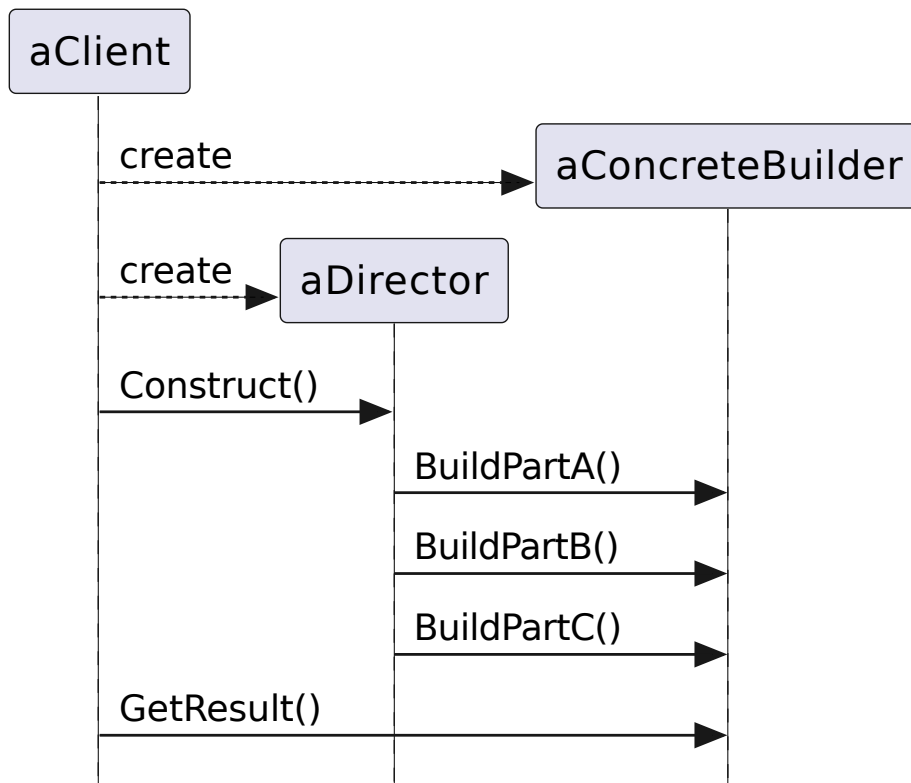 aClient
create
aConcreteBuilder
create
aDirector
Construct()
BuildPartA()
BuildPartB()
BuildPartC()
GetResult()